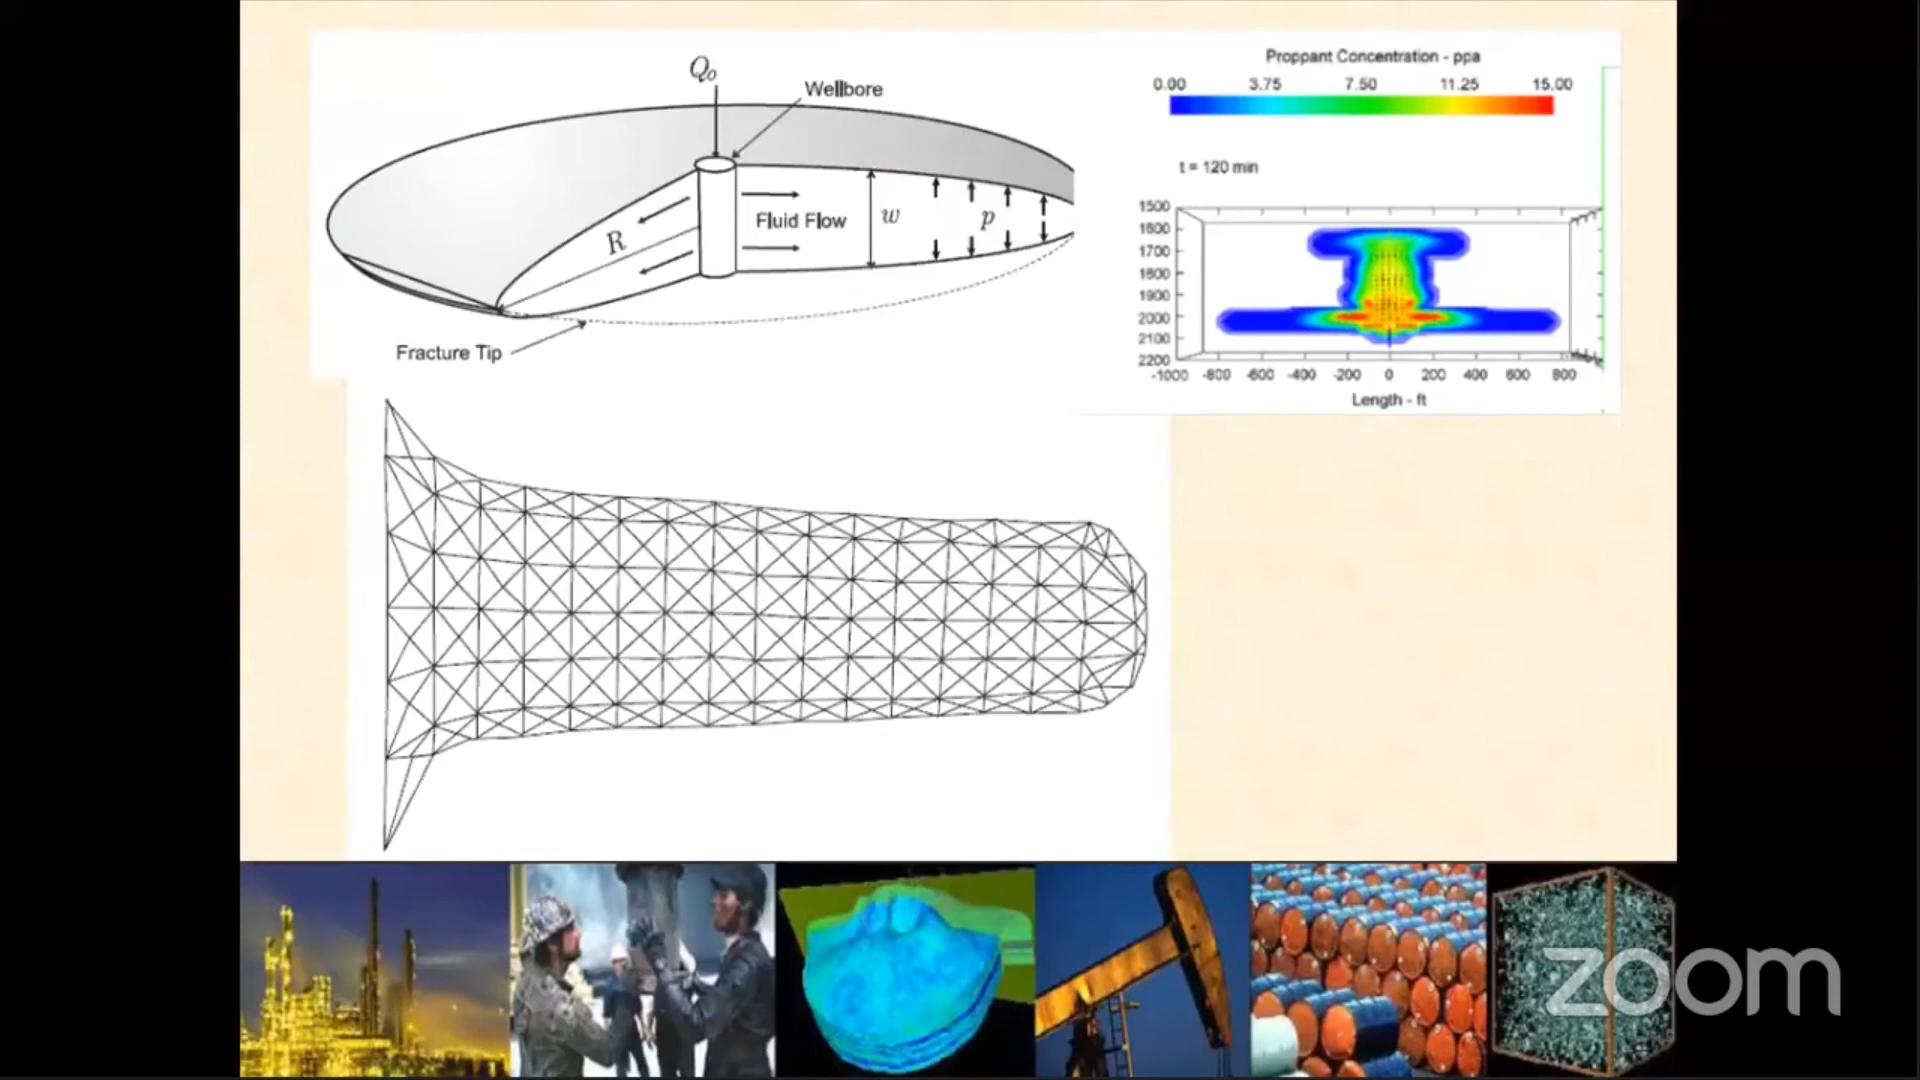 Q₀
Wellbore
Fluid Flow
w
p
R
Fracture Tip
Proppant Concentration - ppa
0.00 3.75 7.50 11.25 15.00
t = 120 min
1500
1600
1700
1800
1900
2000
2100
2200
-1000 -800 -600 -400 -200 0 200 400 600 800
Length - ft
zoom